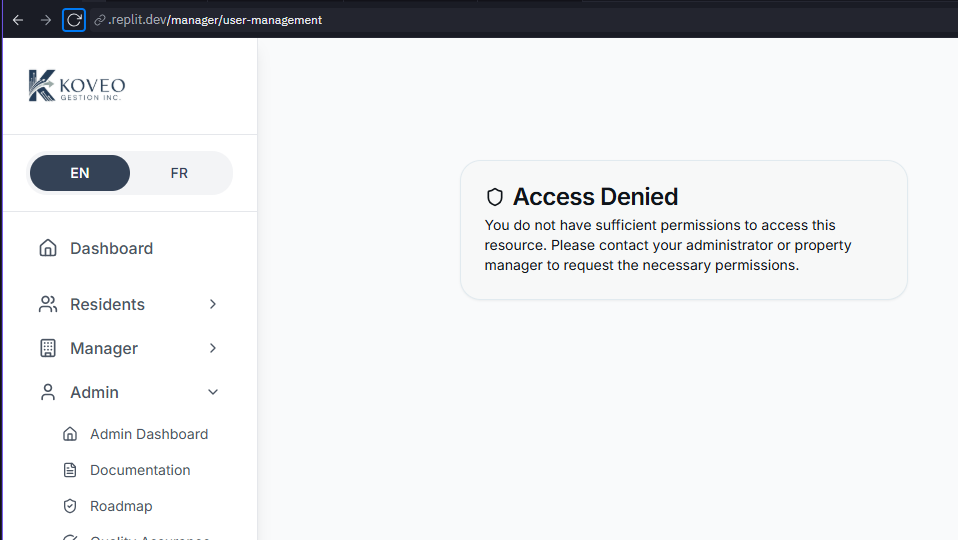 .replit.dev/manager/user-management
KOVEO
GESTION INC.
EN
FR
Dashboard
Residents
Manager
Admin
Admin Dashboard
Documentation
Roadmap
Quality Assurance
Access Denied
You do not have sufficient permissions to access this
resource. Please contact your administrator or property
manager to request the necessary permissions.